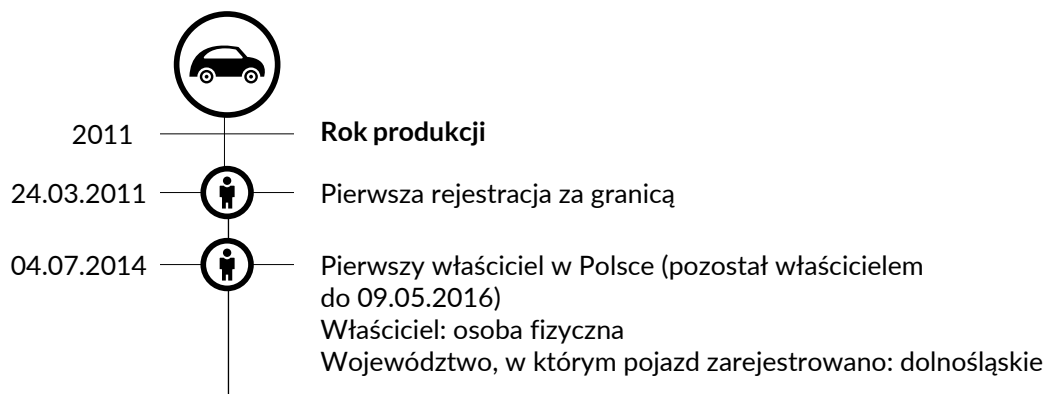 2011 Rok produkcji
24.03.2011 Pierwsza rejestracja za granicą
04.07.2014 Pierwszy właściciel w Polsce (pozostał właścicielem
do 09.05.2016)
Właściciel: osoba fizyczna
Województwo, w którym pojazd zarejestrowano: dolnośląskie